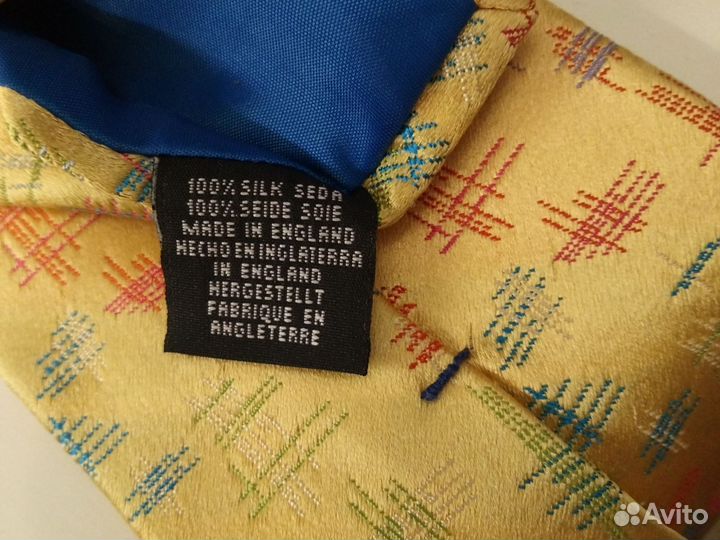 100% SILK SEDA
100% SEIDE SOIE
MADE IN ENGLAND
HECHO EN INGLATERRA
IN ENGLAND
HERGESTELLT
FABRIQUE EN
ANGLETERRE
Avito